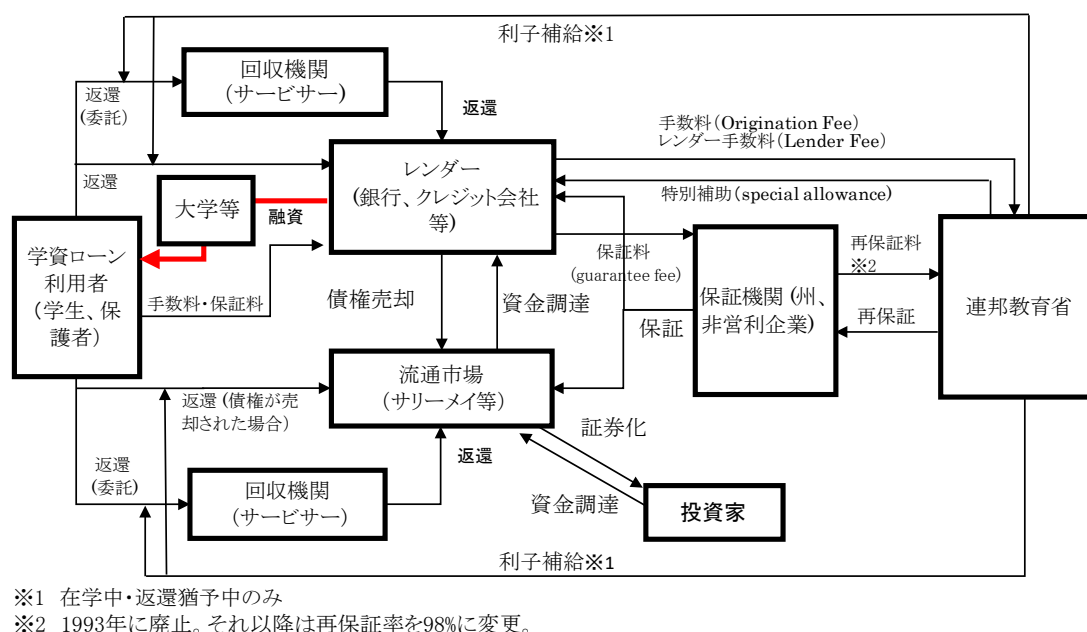 利子補給※1
回収機関
(サービサー)
返還
(委託)
返還
手数料(Origination Fee)
レンダー手数料(Lender Fee)
レンダー
(銀行、クレジット会社
等)
返還
特別補助(special allowance)
大学等
融資
学資ローン
利用者
(学生、保
護者)
手数料・保証料
保証料
(guarantee fee)
再保証料
※2
連邦教育省
保証機関 (州、
非営利企業)
債権売却
資金調達
保証
再保証
流通市場
(サリーメイ等)
返還 (債権が売
却された場合)
証券化
返還
返還
(委託)
回収機関
(サービサー)
資金調達
投資家
利子補給※1
※1 在学中・返還猶予中のみ
※2 1993年に廃止。それ以降は再保証率を98%に変更。